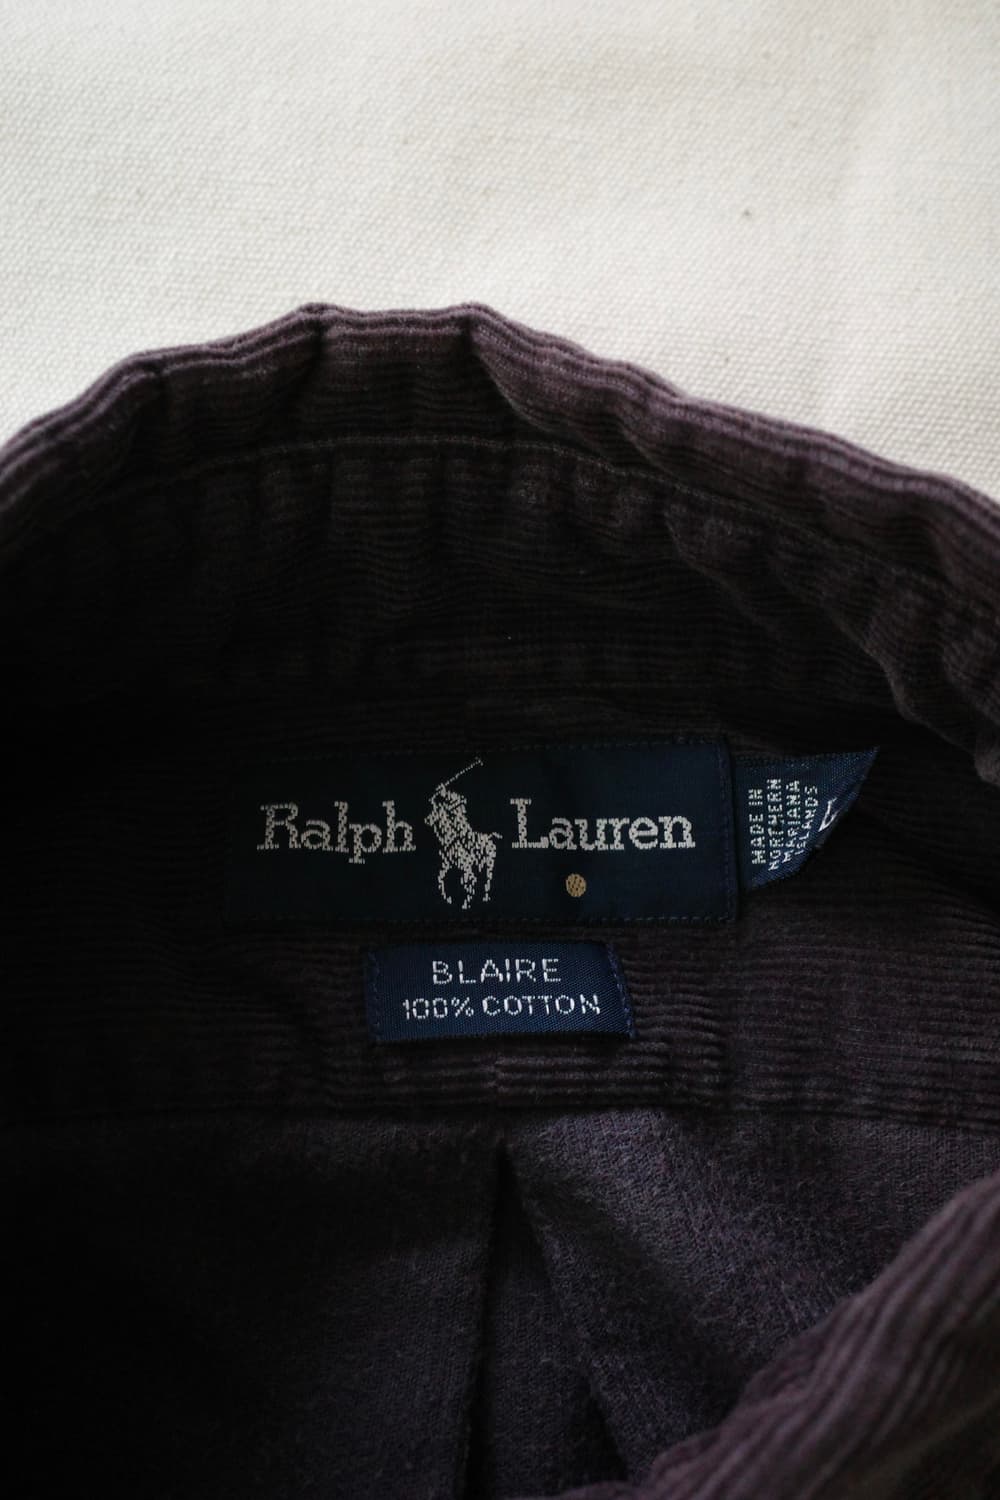 Ralph Lauren
MADE IN
NORTHERN
MARIANA
ISLANDS
BLAIRE
100% COTTON